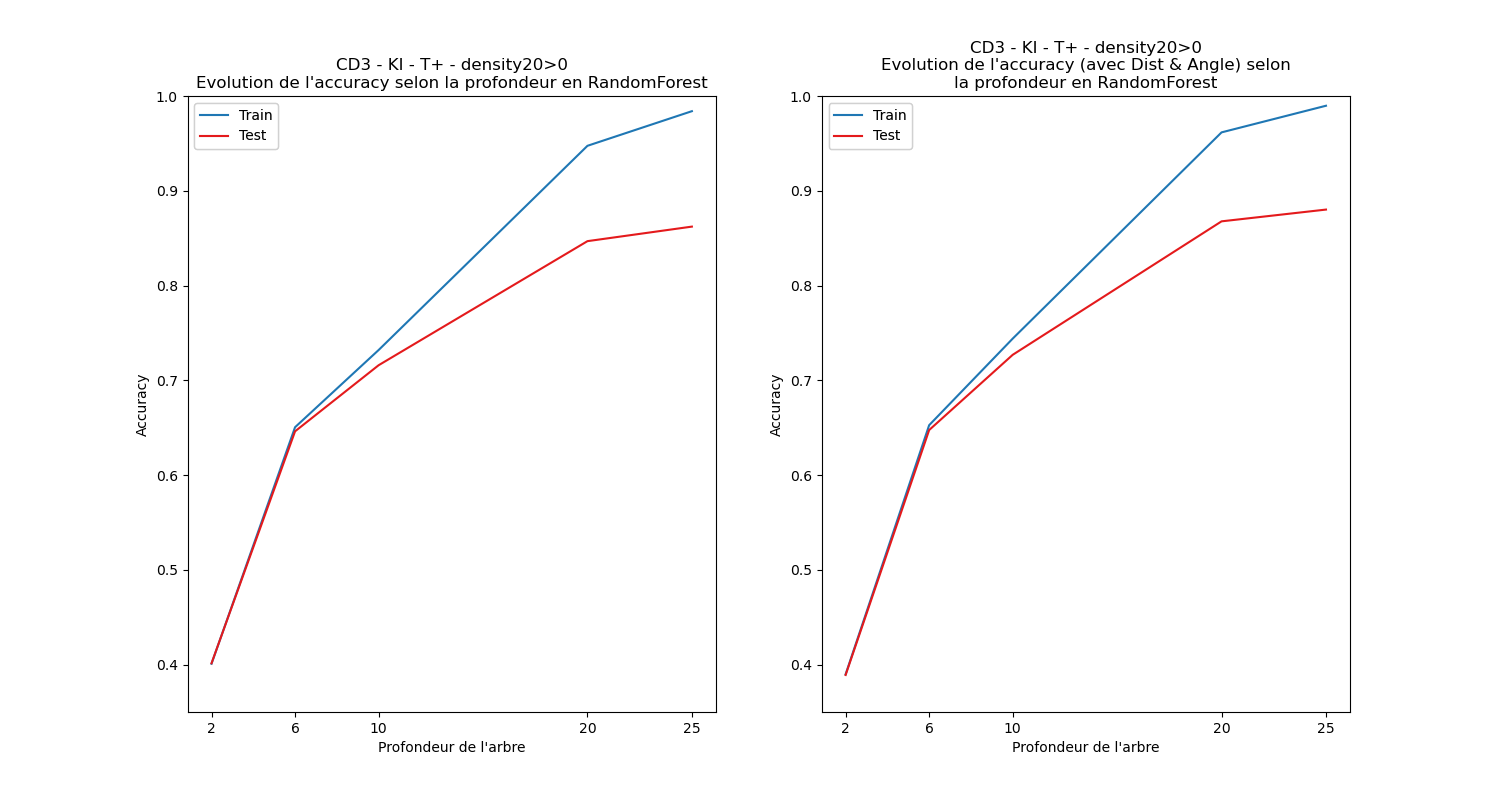 CD3 - KI - T+ - density20>0
Evolution de l'accuracy selon la profondeur en RandomForest
Train
Test
1.0
0.9
0.8
0.7
0.6
0.5
0.4
Accuracy
2 6 10 20 25
Profondeur de l'arbre
CD3 - KI - T+ - density20>0
Evolution de l'accuracy (avec Dist & Angle) selon
la profondeur en RandomForest
Train
Test
1.0
0.9
0.8
0.7
0.6
0.5
0.4
Accuracy
2 6 10 20 25
Profondeur de l'arbre